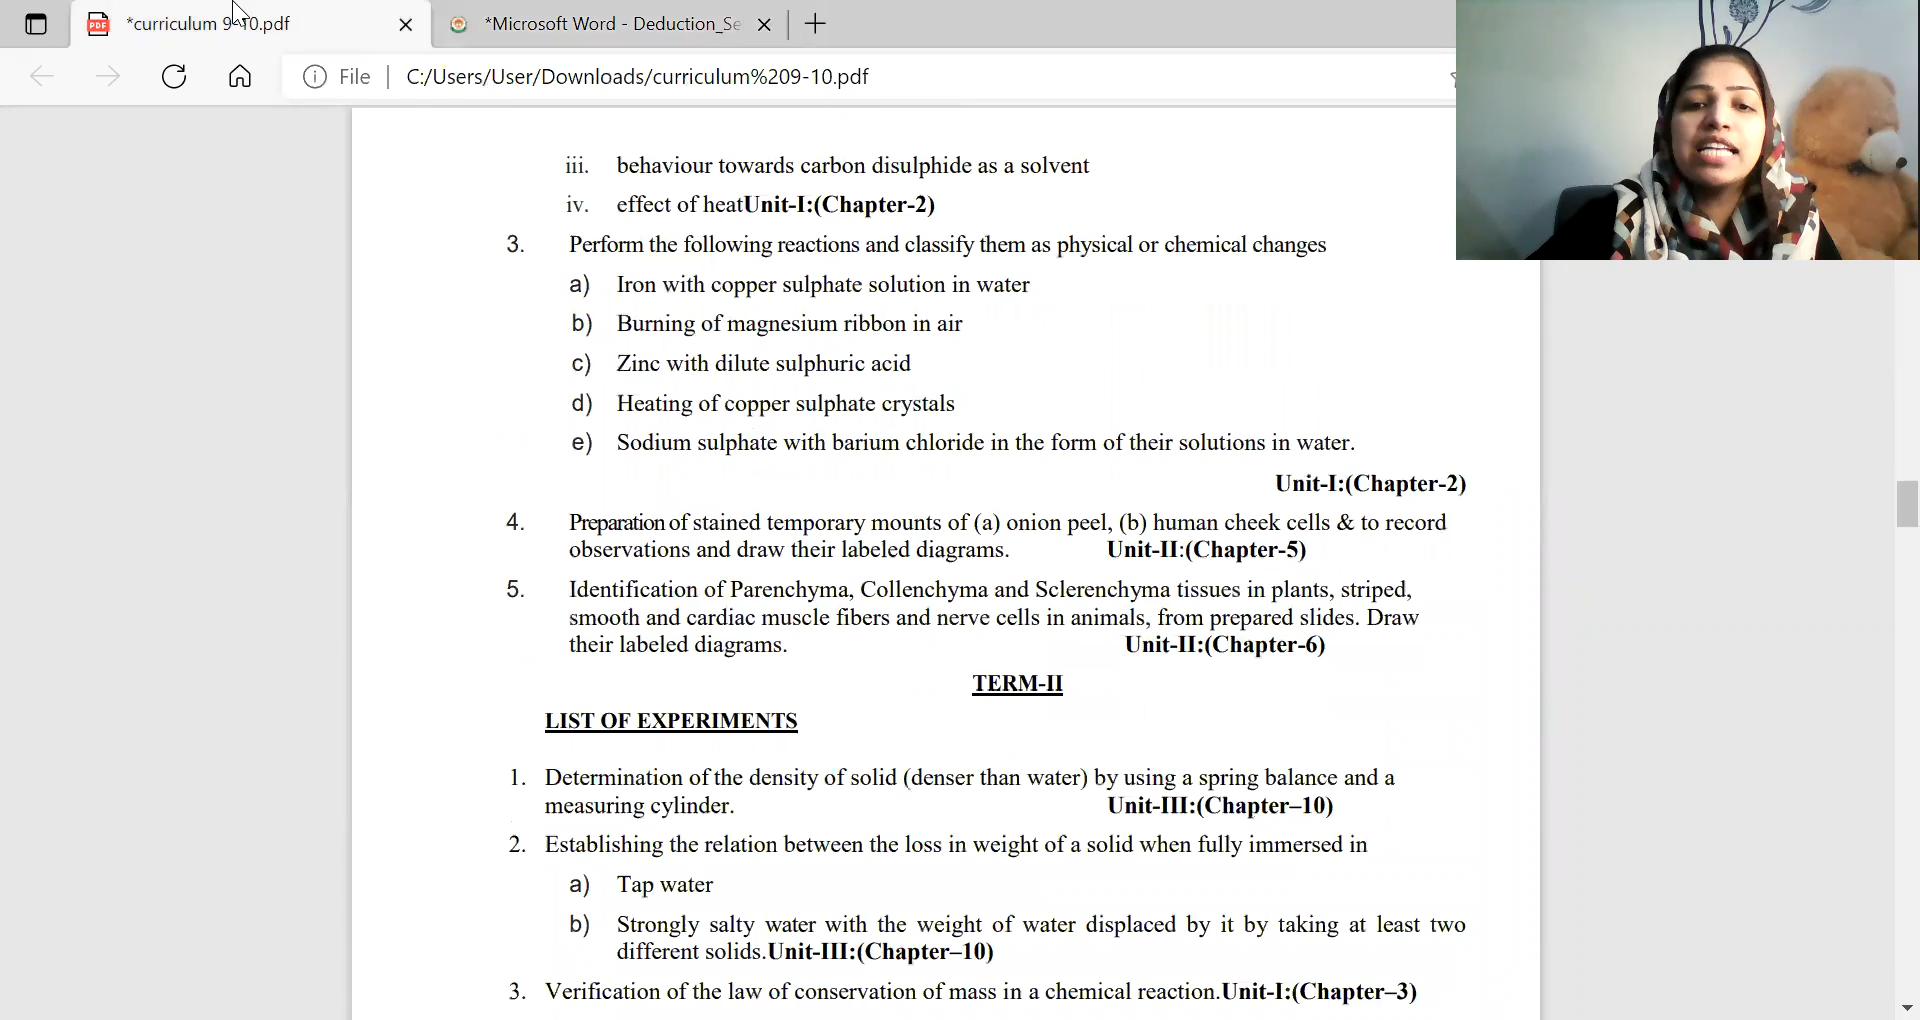 *curriculum 9-10.pdf
*Microsoft Word - Deduction_Se
File
C:/Users/User/Downloads/curriculum%209-10.pdf
iii. behaviour towards carbon disulphide as a solvent
iv. effect of heatUnit-I:(Chapter-2)
3. Perform the following reactions and classify them as physical or chemical changes
a) Iron with copper sulphate solution in water
b) Burning of magnesium ribbon in air
c) Zinc with dilute sulphuric acid
d) Heating of copper sulphate crystals
e) Sodium sulphate with barium chloride in the form of their solutions in water.
Unit-I:(Chapter-2)
4. Preparation of stained temporary mounts of (a) onion peel, (b) human cheek cells & to record
observations and draw their labeled diagrams. Unit-II:(Chapter-5)
5. Identification of Parenchyma, Collenchyma and Sclerenchyma tissues in plants, striped,
smooth and cardiac muscle fibers and nerve cells in animals, from prepared slides. Draw
their labeled diagrams. Unit-II:(Chapter-6)
TERM-II
LIST OF EXPERIMENTS
1. Determination of the density of solid (denser than water) by using a spring balance and a
measuring cylinder. Unit-III:(Chapter–10)
2. Establishing the relation between the loss in weight of a solid when fully immersed in
a) Tap water
b) Strongly salty water with the weight of water displaced by it by taking at least two
different solids.Unit-III:(Chapter–10)
3. Verification of the law of conservation of mass in a chemical reaction.Unit-I:(Chapter–3)